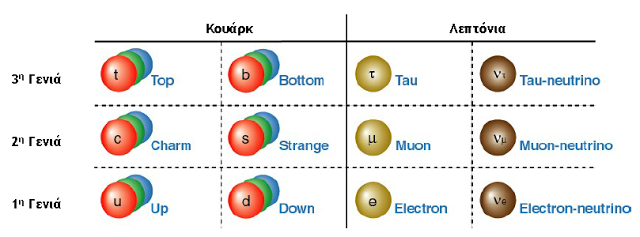 Κουάρκ Λεπτόνια
3η Γενιά t Top b Bottom τ Tau ντ Tau-neutrino
2η Γενιά c Charm s Strange μ Muon νμ Muon-neutrino
1η Γενιά u Up d Down e Electron νe Electron-neutrino